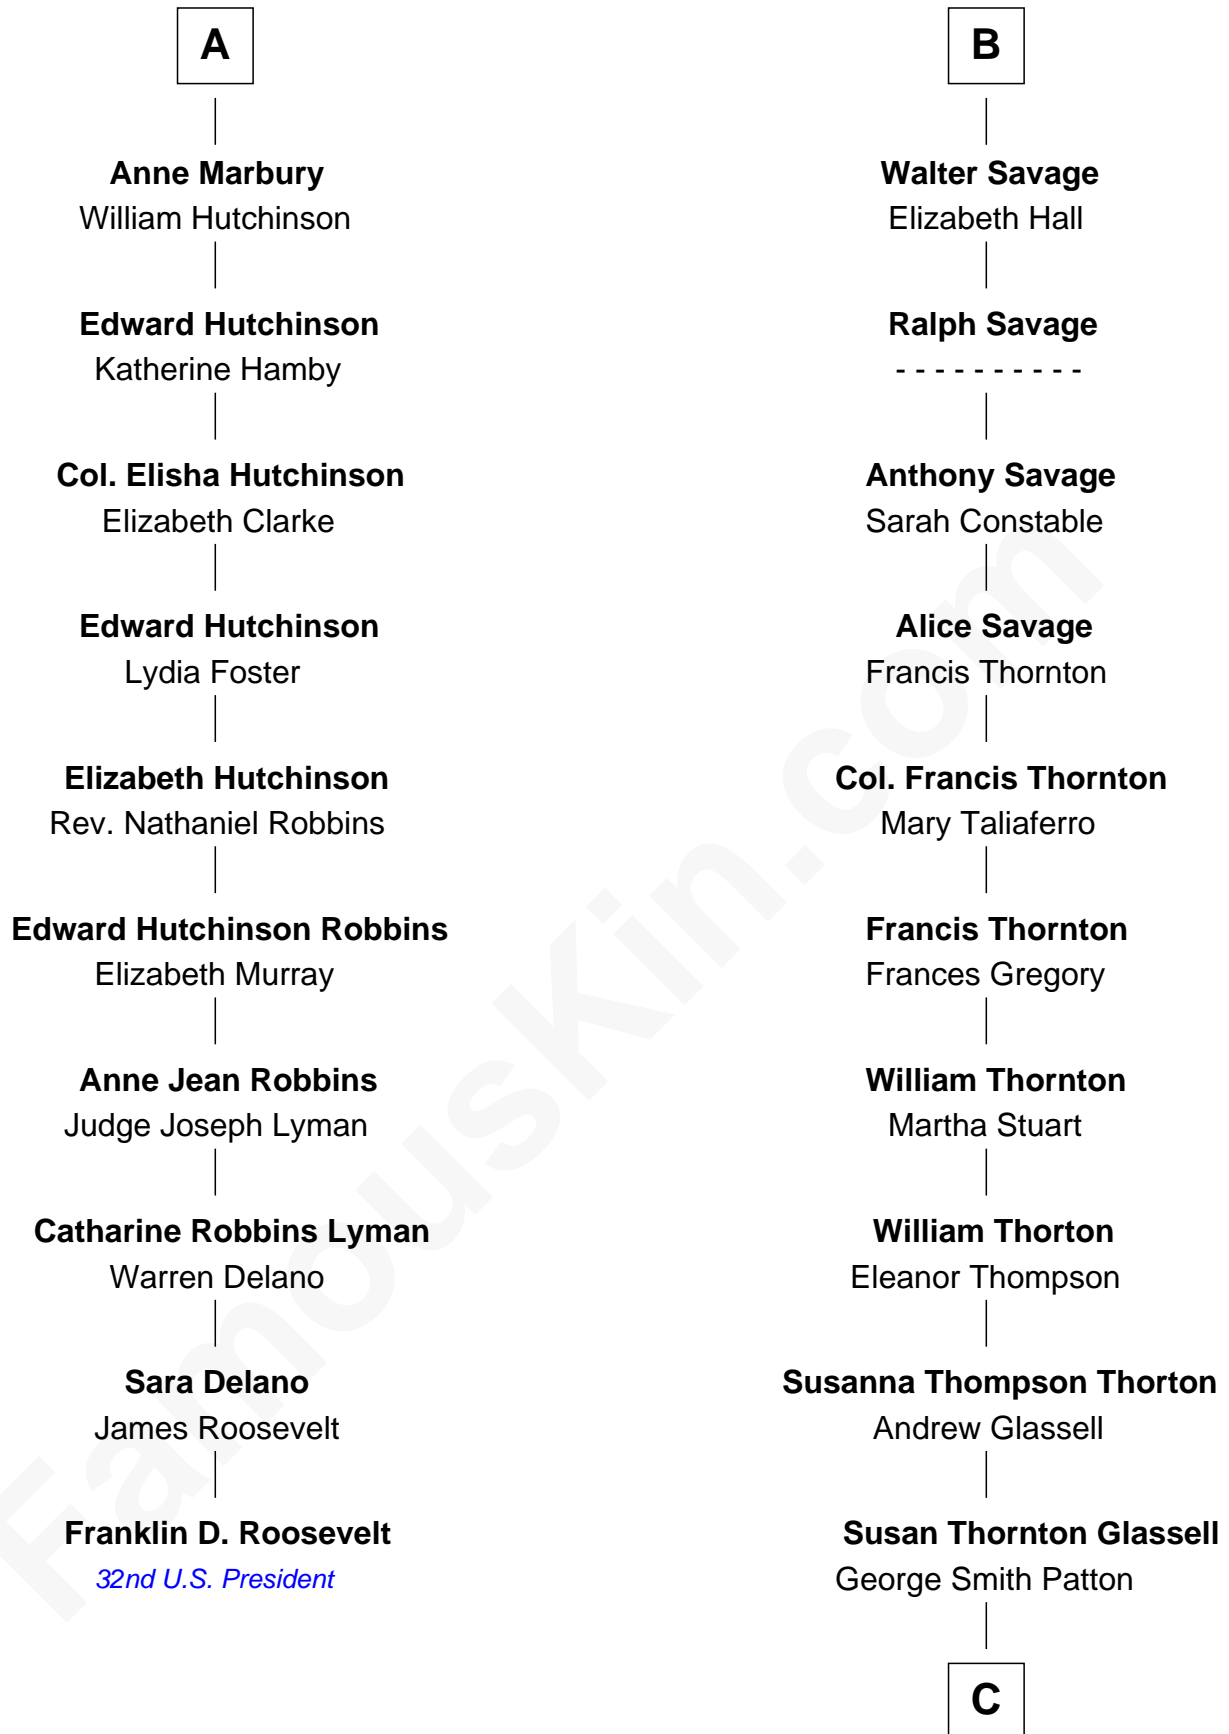 A
Anne Marbury
William Hutchinson
Edward Hutchinson
Katherine Hamby
Col. Elisha Hutchinson
Elizabeth Clarke
Edward Hutchinson
Lydia Foster
Elizabeth Hutchinson
Rev. Nathaniel Robbins
Edward Hutchinson Robbins
Elizabeth Murray
Anne Jean Robbins
Judge Joseph Lyman
Catharine Robbins Lyman
Warren Delano
Sara Delano
James Roosevelt
Franklin D. Roosevelt
32nd U.S. President
B
Walter Savage
Elizabeth Hall
Ralph Savage
- - - - - - - - - -
Anthony Savage
Sarah Constable
Alice Savage
Francis Thornton
Col. Francis Thornton
Mary Taliaferro
Francis Thornton
Frances Gregory
William Thornton
Martha Stuart
William Thorton
Eleanor Thompson
Susanna Thompson Thorton
Andrew Glassell
Susan Thornton Glassell
George Smith Patton
C
FamousKin.com